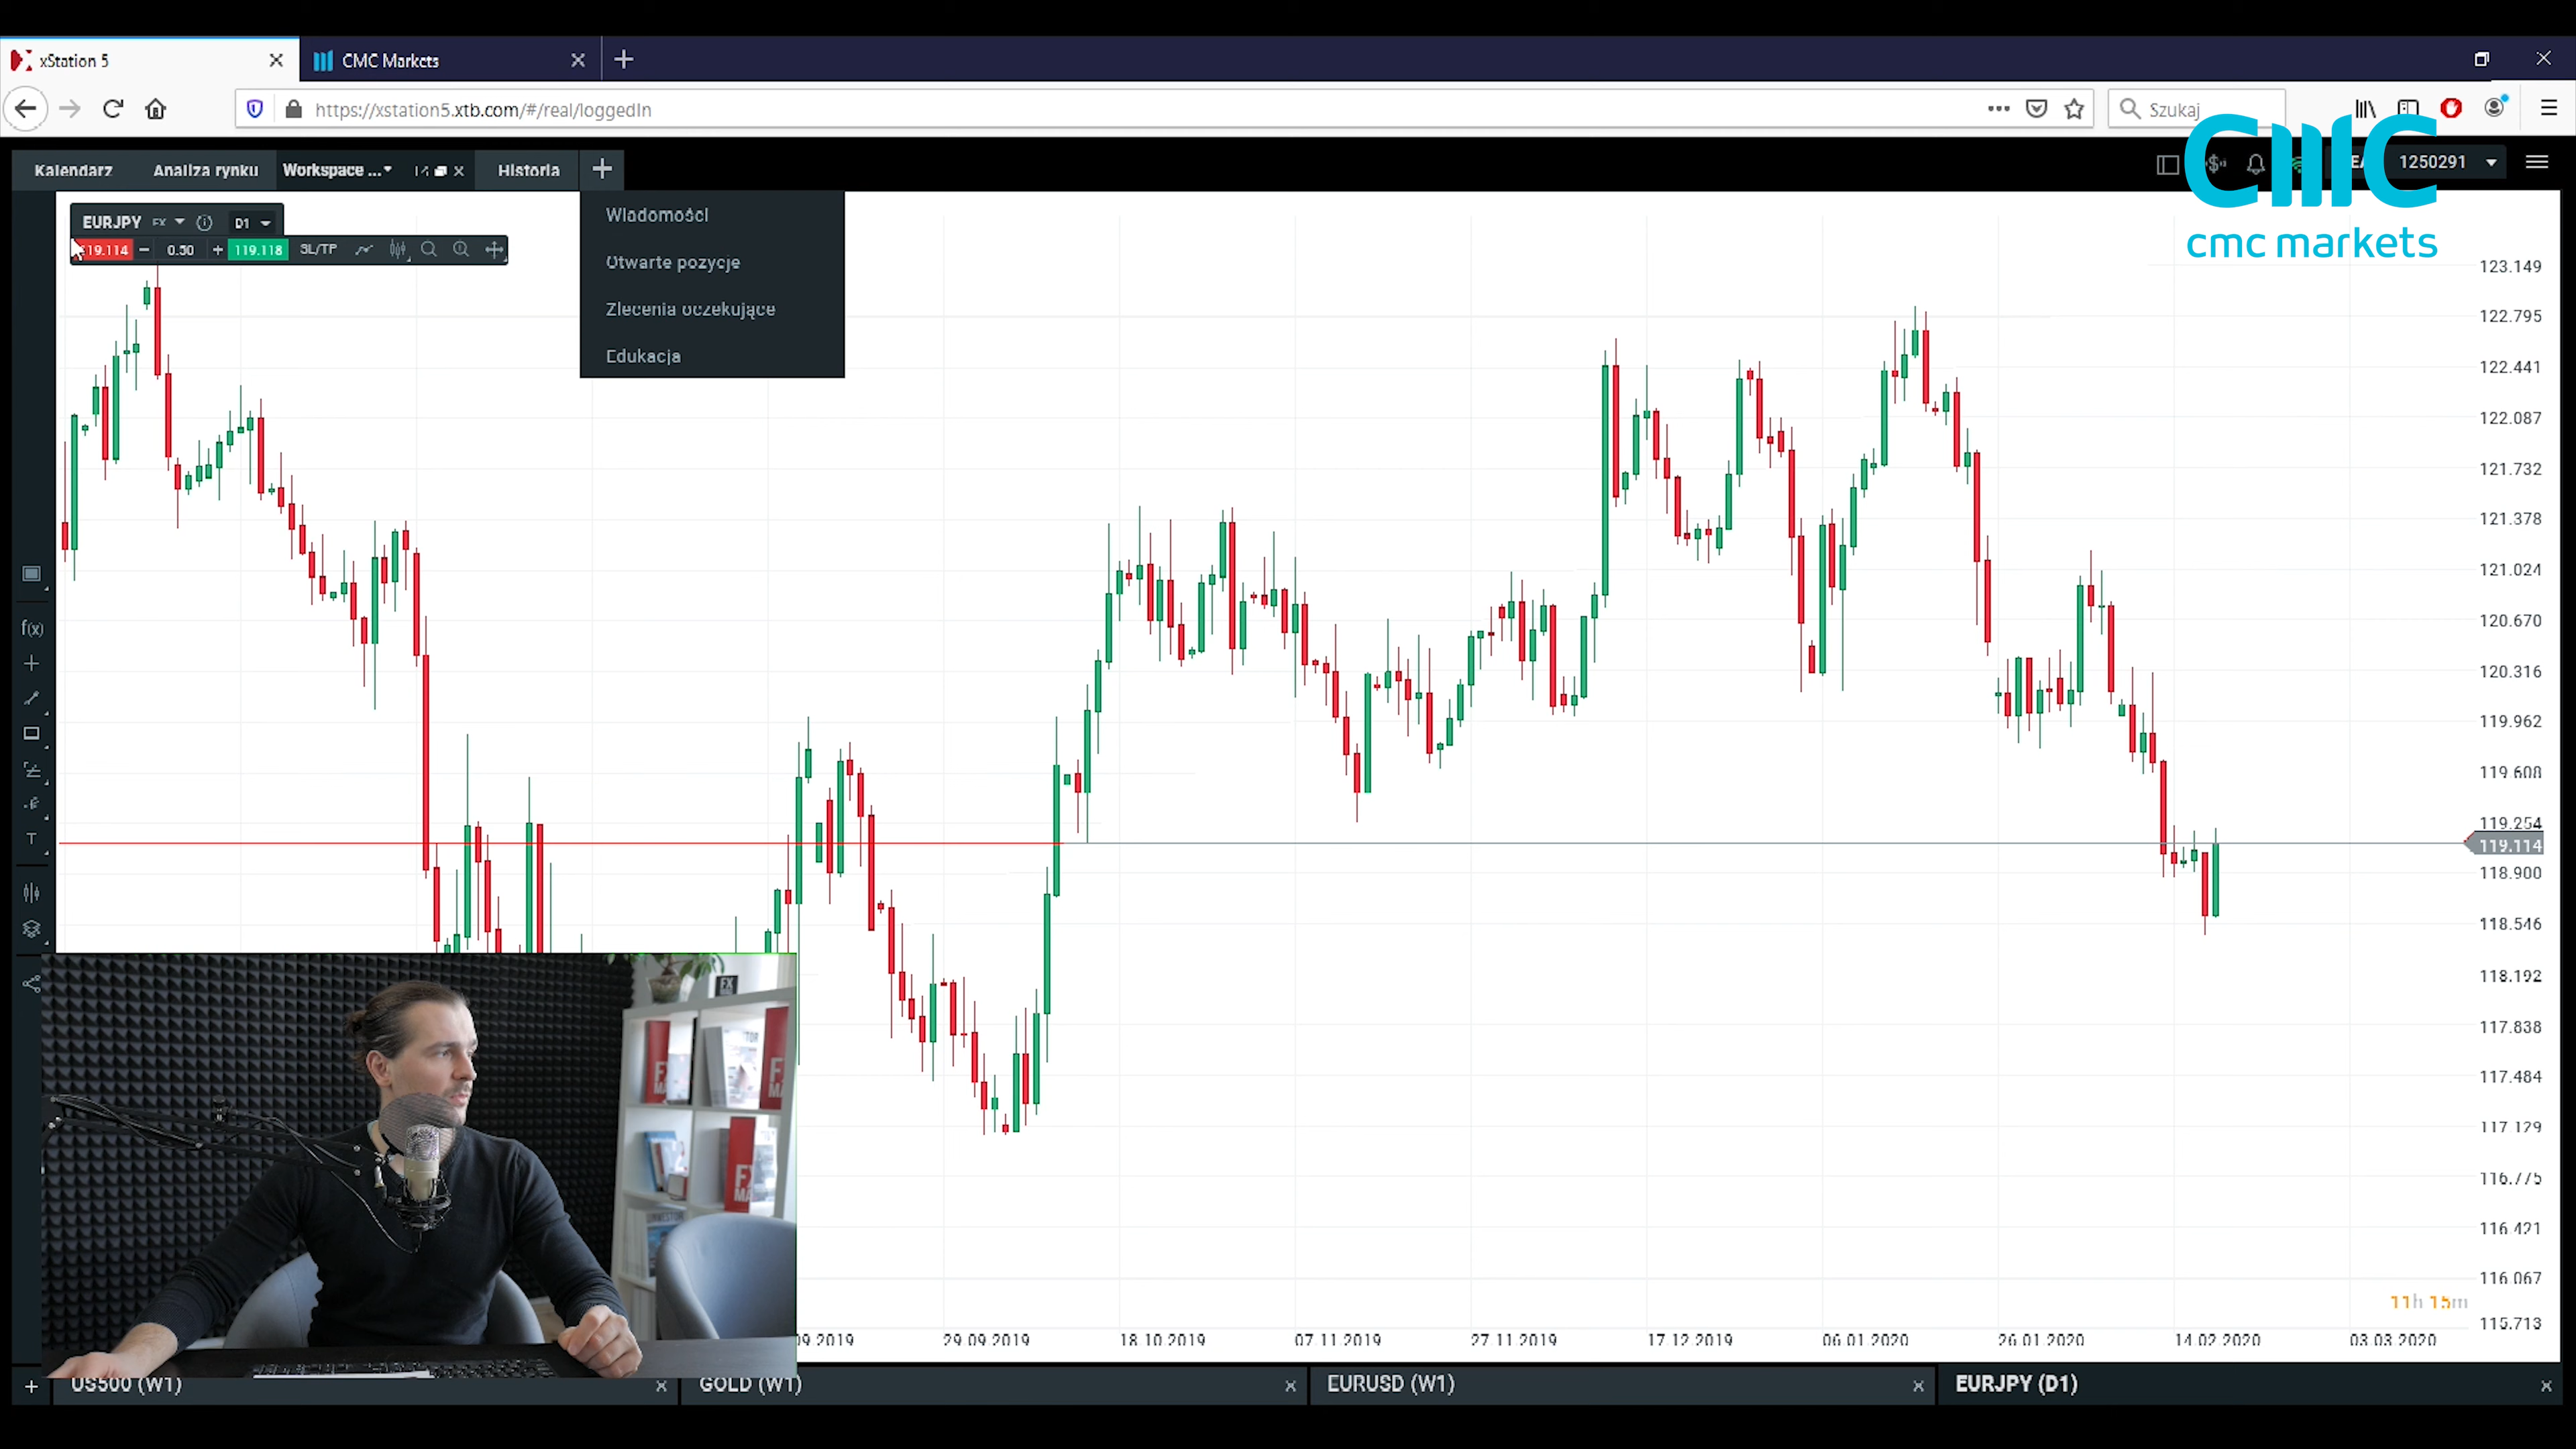 xStation 5
CMC Markets
https://xstation5.xtb.com/#/real/loggedIn
Szukaj
Kalendarz
Analiza rynku
Workspace ...
Historia
1250291
cmc markets
EURJPY FX D1
119.114 0.50 119.118 SL/TP
Wiadomości
Otwarte pozycje
Zlecenia oczekujące
Edukacja
123.149
122.795
122.441
122.087
121.732
121.378
121.024
120.670
120.316
119.962
119.608
119.254
119.114
118.900
118.546
118.192
117.838
117.484
117.129
116.775
116.421
116.067
115.713
f(x)
T
11h 15m
09.2019
29.09.2019
18.10.2019
07.11.2019
27.11.2019
17.12.2019
06.01.2020
26.01.2020
14.02.2020
03.03.2020
US500 (W1)
GOLD (W1)
EURUSD (W1)
EURJPY (D1)